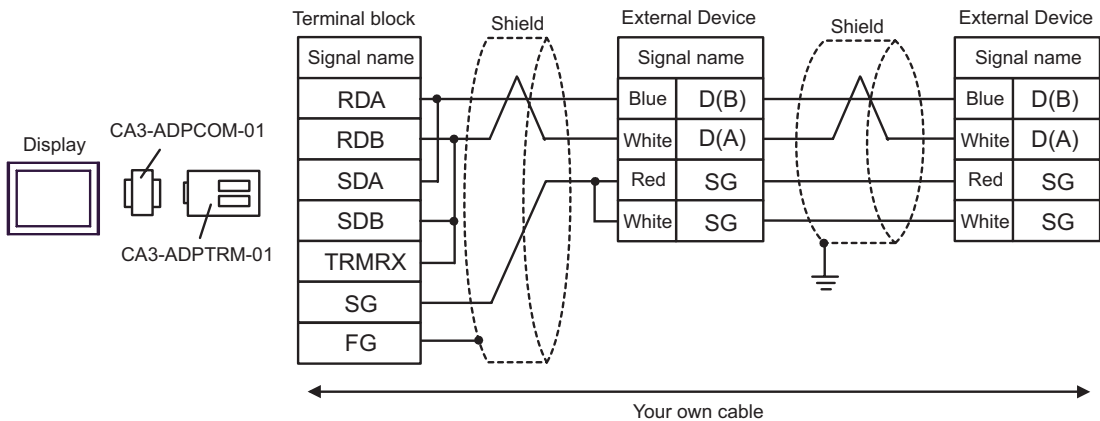 Display
CA3-ADPCOM-01
CA3-ADPTRM-01
Terminal block
Signal name
RDA
RDB
SDA
SDB
TRMRX
SG
FG
Shield
External Device
Signal name
Blue D(B)
White D(A)
Red SG
White SG
Shield
External Device
Signal name
Blue D(B)
White D(A)
Red SG
White SG
Your own cable